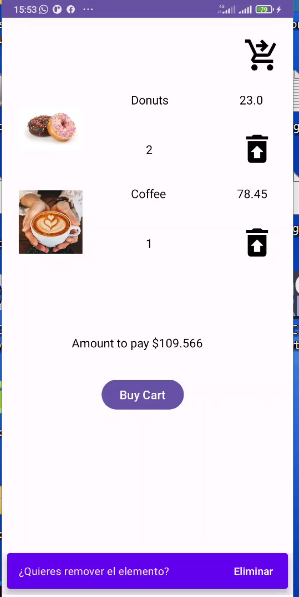 15:53 79
Donuts 23.0
2
Coffee 78.45
1
Amount to pay $109.566
Buy Cart
¿Quieres remover el elemento? Eliminar